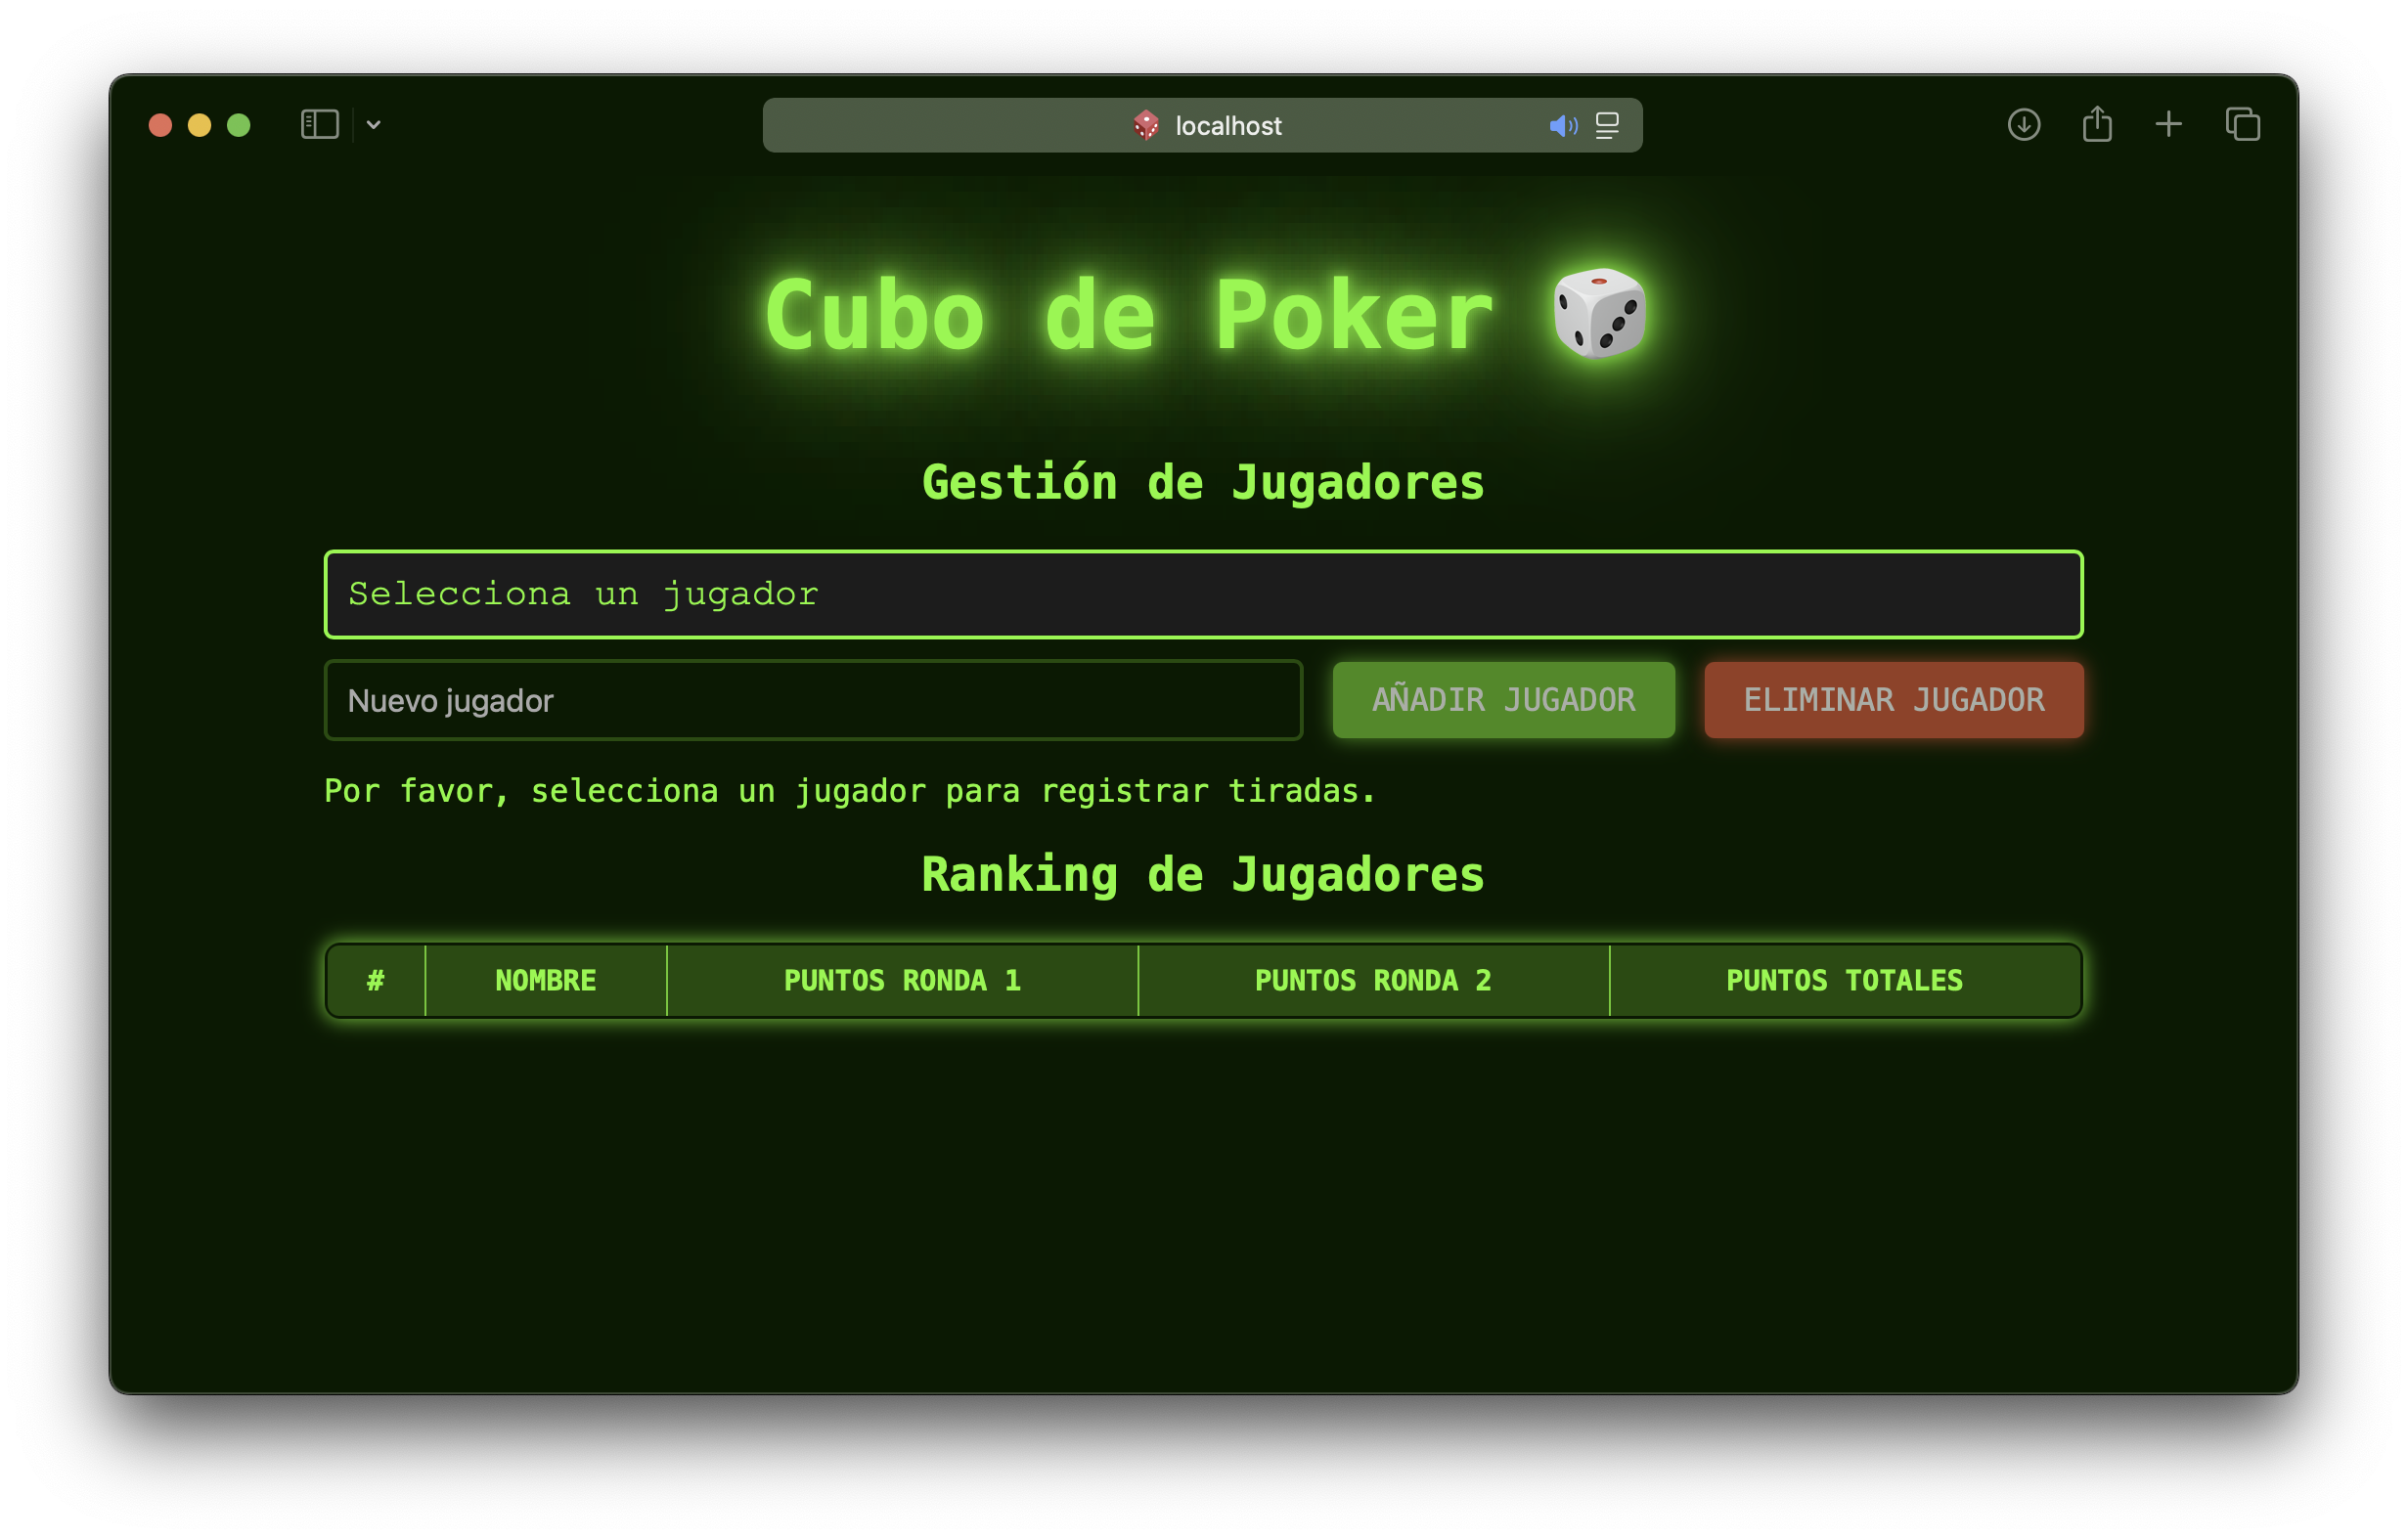 localhost
Cubo de Poker
Gestión de Jugadores
Selecciona un jugador
Nuevo jugador
AÑADIR JUGADOR
ELIMINAR JUGADOR
Por favor, selecciona un jugador para registrar tiradas.
Ranking de Jugadores
# NOMBRE PUNTOS RONDA 1 PUNTOS RONDA 2 PUNTOS TOTALES